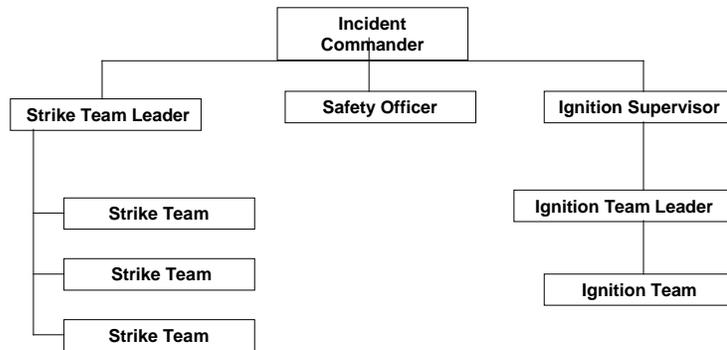 Incident
Commander
Strike Team Leader
Safety Officer
Ignition Supervisor
Strike Team
Ignition Team Leader
Strike Team
Ignition Team
Strike Team